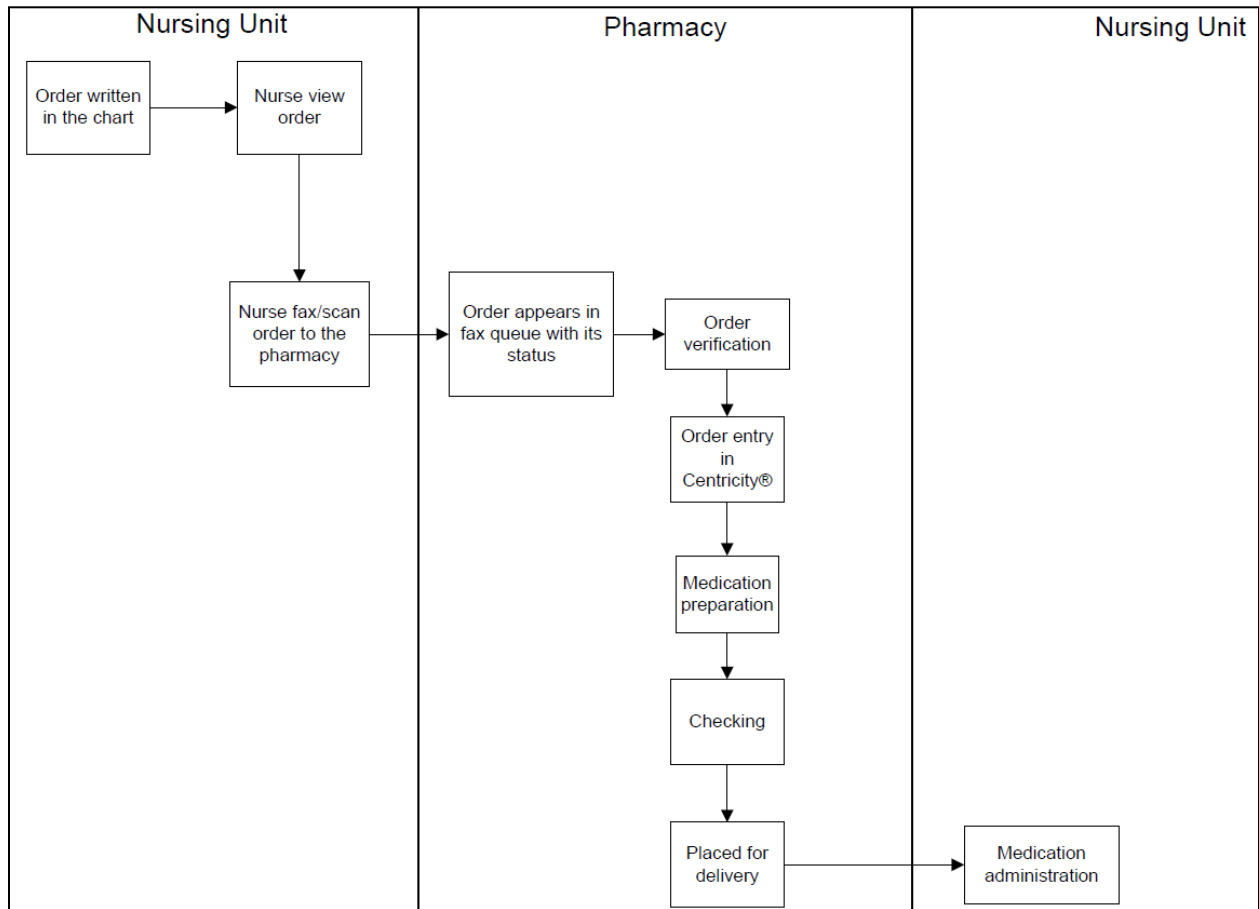 Nursing Unit
Pharmacy
Nursing Unit
Order written
in the chart
Nurse view
order
Nurse fax/scan
order to the
pharmacy
Order appears in
fax queue with its
status
Order
verification
Order entry
in
Centricity®
Medication
preparation
Checking
Placed for
delivery
Medication
administration